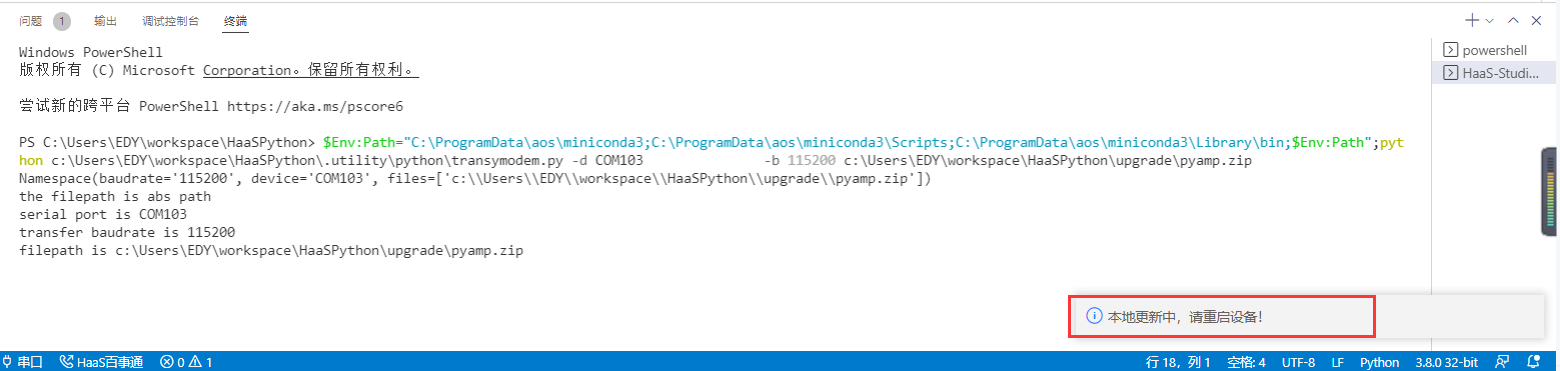 问题 1 输出 调试控制台 终端
Windows PowerShell
版权所有 (C) Microsoft Corporation。保留所有权利。
尝试新的跨平台 PowerShell https://aka.ms/pscore6
PS C:\Users\EDY\workspace\HaaSPython> $Env:Path="C:\ProgramData\aos\miniconda3;C:\ProgramData\aos\miniconda3\Scripts;C:\ProgramData\aos\miniconda3\Library\bin;$Env:Path";pyt
hon c:\Users\EDY\workspace\HaaSPython\.utility\python\transymodem.py -d COM103 -b 115200 c:\Users\EDY\workspace\HaaSPython\upgrade\pyamp.zip
Namespace(baudrate='115200', device='COM103', files=['c:\\Users\\EDY\\workspace\\HaaSPython\\upgrade\\pyamp.zip'])
the filepath is abs path
serial port is COM103
transfer baudrate is 115200
filepath is c:\Users\EDY\workspace\HaaSPython\upgrade\pyamp.zip
powershell
HaaS-Studi...
本地更新中，请重启设备！
串口 HaaS百事通 0 1 行 18，列 1 空格: 4 UTF-8 LF Python 3.8.0 32-bit